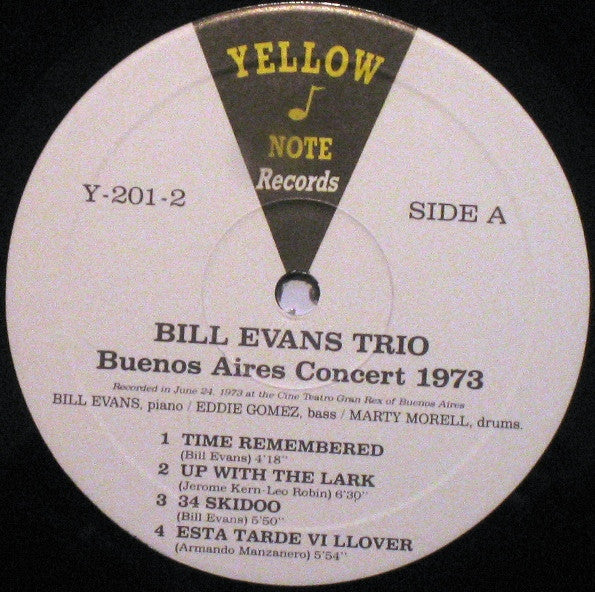 YELLOW
NOTE
Records
Y-201-2
SIDE A
BILL EVANS TRIO
Buenos Aires Concert 1973
Recorded in June 24, 1973 at the Cine Teatro Gran Rex of Buenos Aires
BILL EVANS, piano / EDDIE GOMEZ, bass / MARTY MORELL, drums.
1 TIME REMEMBERED
(Bill Evans) 4'18"
2 UP WITH THE LARK
(Jerome Kern-Leo Robin) 6'30"
3 34 SKIDOO
(Bill Evans) 5'50"
4 ESTA TARDE VI LLOVER
(Armando Manzanero) 5'54"